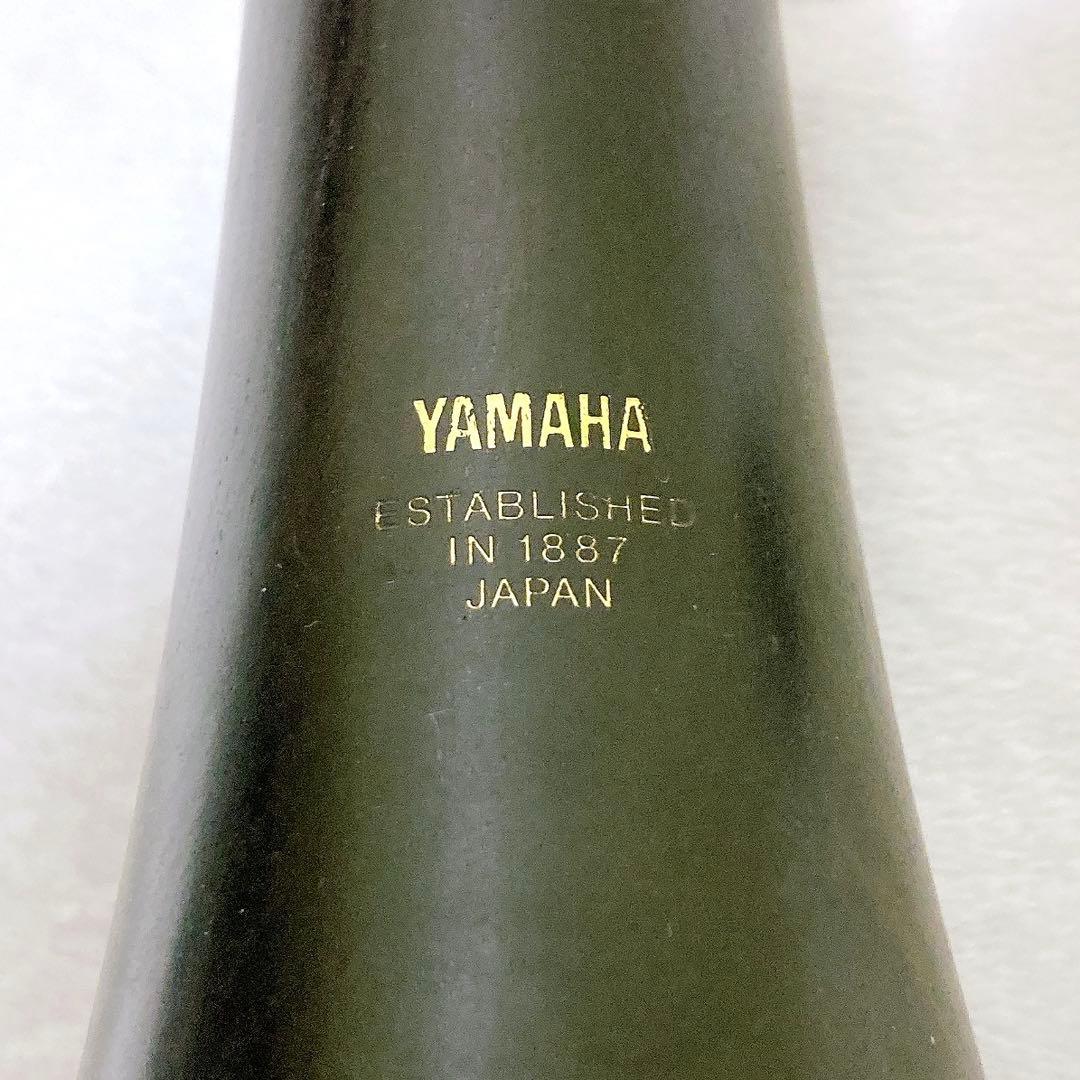 YAMAHA
ESTABLISHED
IN 1887
JAPAN